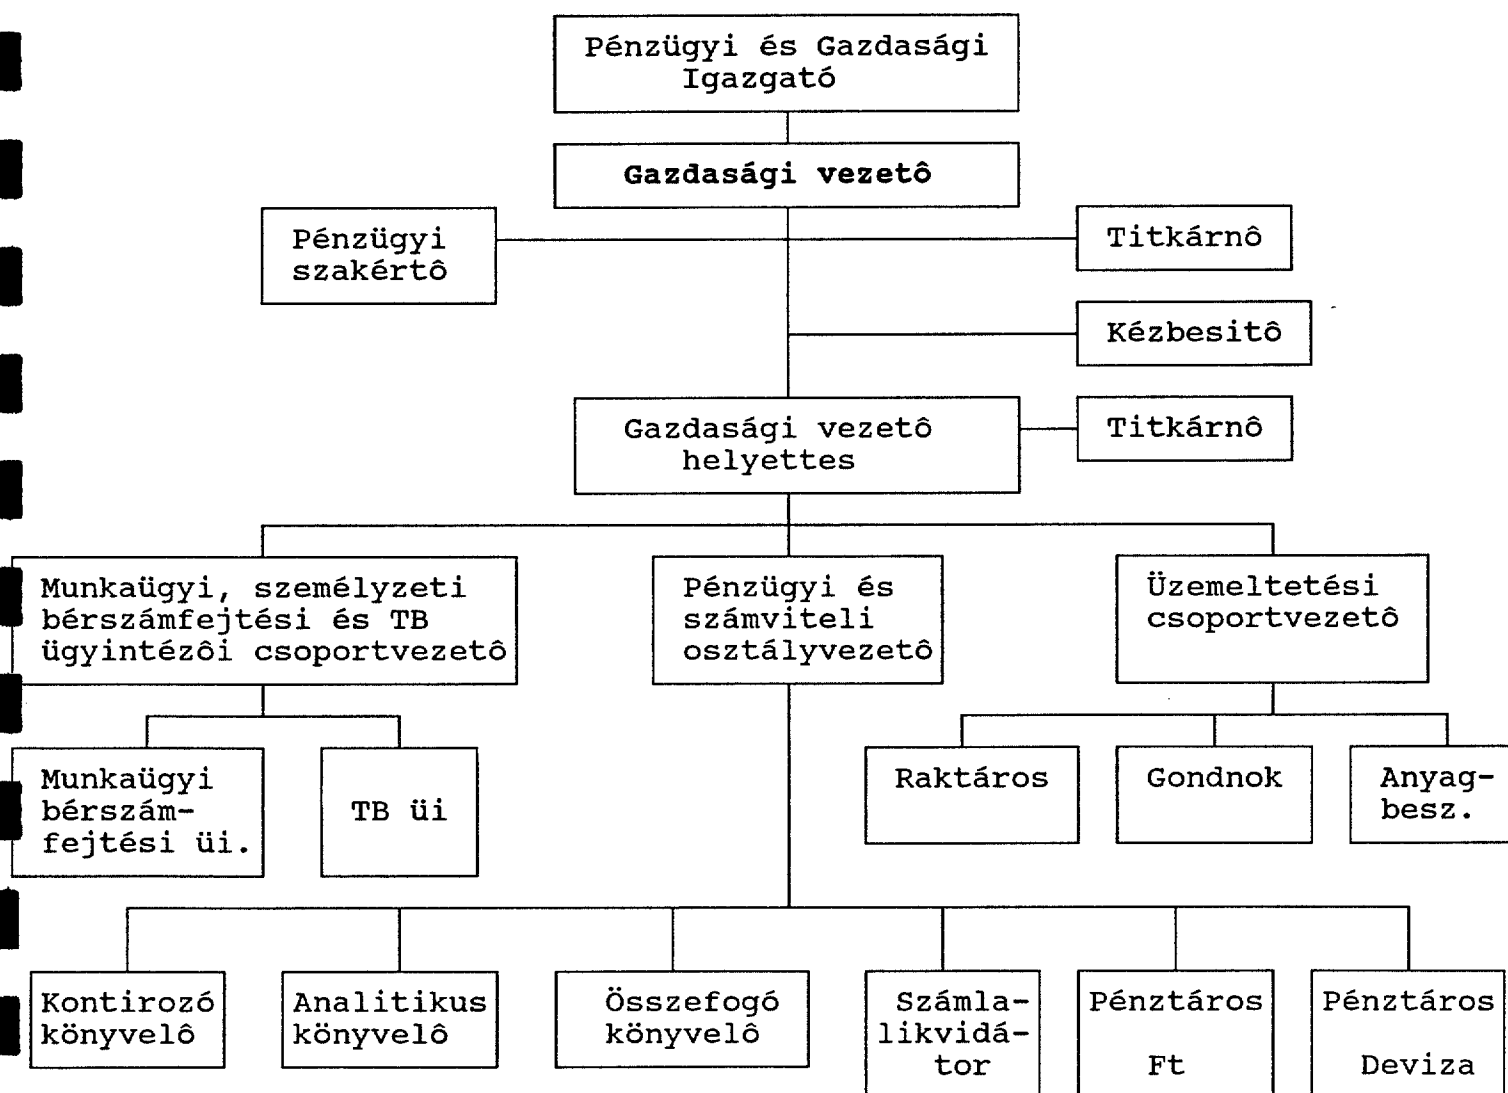 Pénzügyi és Gazdasági
Igazgató
Gazdasági vezetô
Pénzügyi
szakértô
Titkárnô
Kézbesitô
Gazdasági vezetô
helyettes
Titkárnô
Munkaügyi, személyzeti
bérszámfejtési és TB
ügyintézôi csoportvezetô
Pénzügyi és
számviteli
osztályvezetô
Üzemeltetési
csoportvezetô
Munkaügyi
bérszám-
fejtési üi.
TB üi
Raktáros
Gondnok
Anyag-
besz.
Kontirozó
könyvelô
Analitikus
könyvelô
Összefogó
könyvelô
Számla-
likvidá-
tor
Pénztáros
Ft
Pénztáros
Deviza